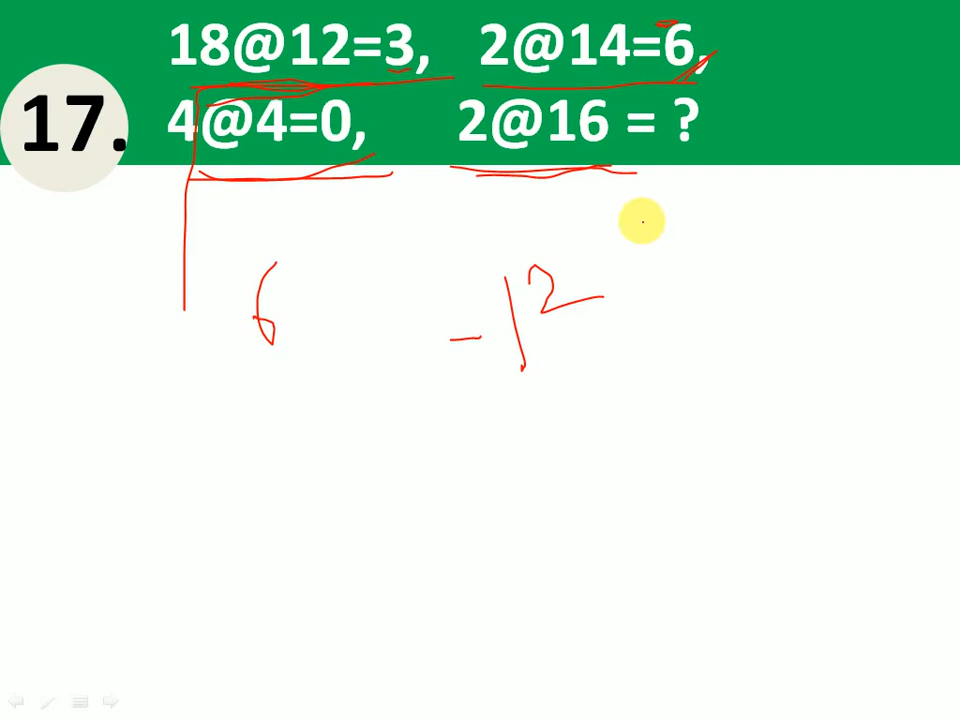 18@12=3, 2@14=6,
17. 4@4=0, 2@16 = ?
6 -12